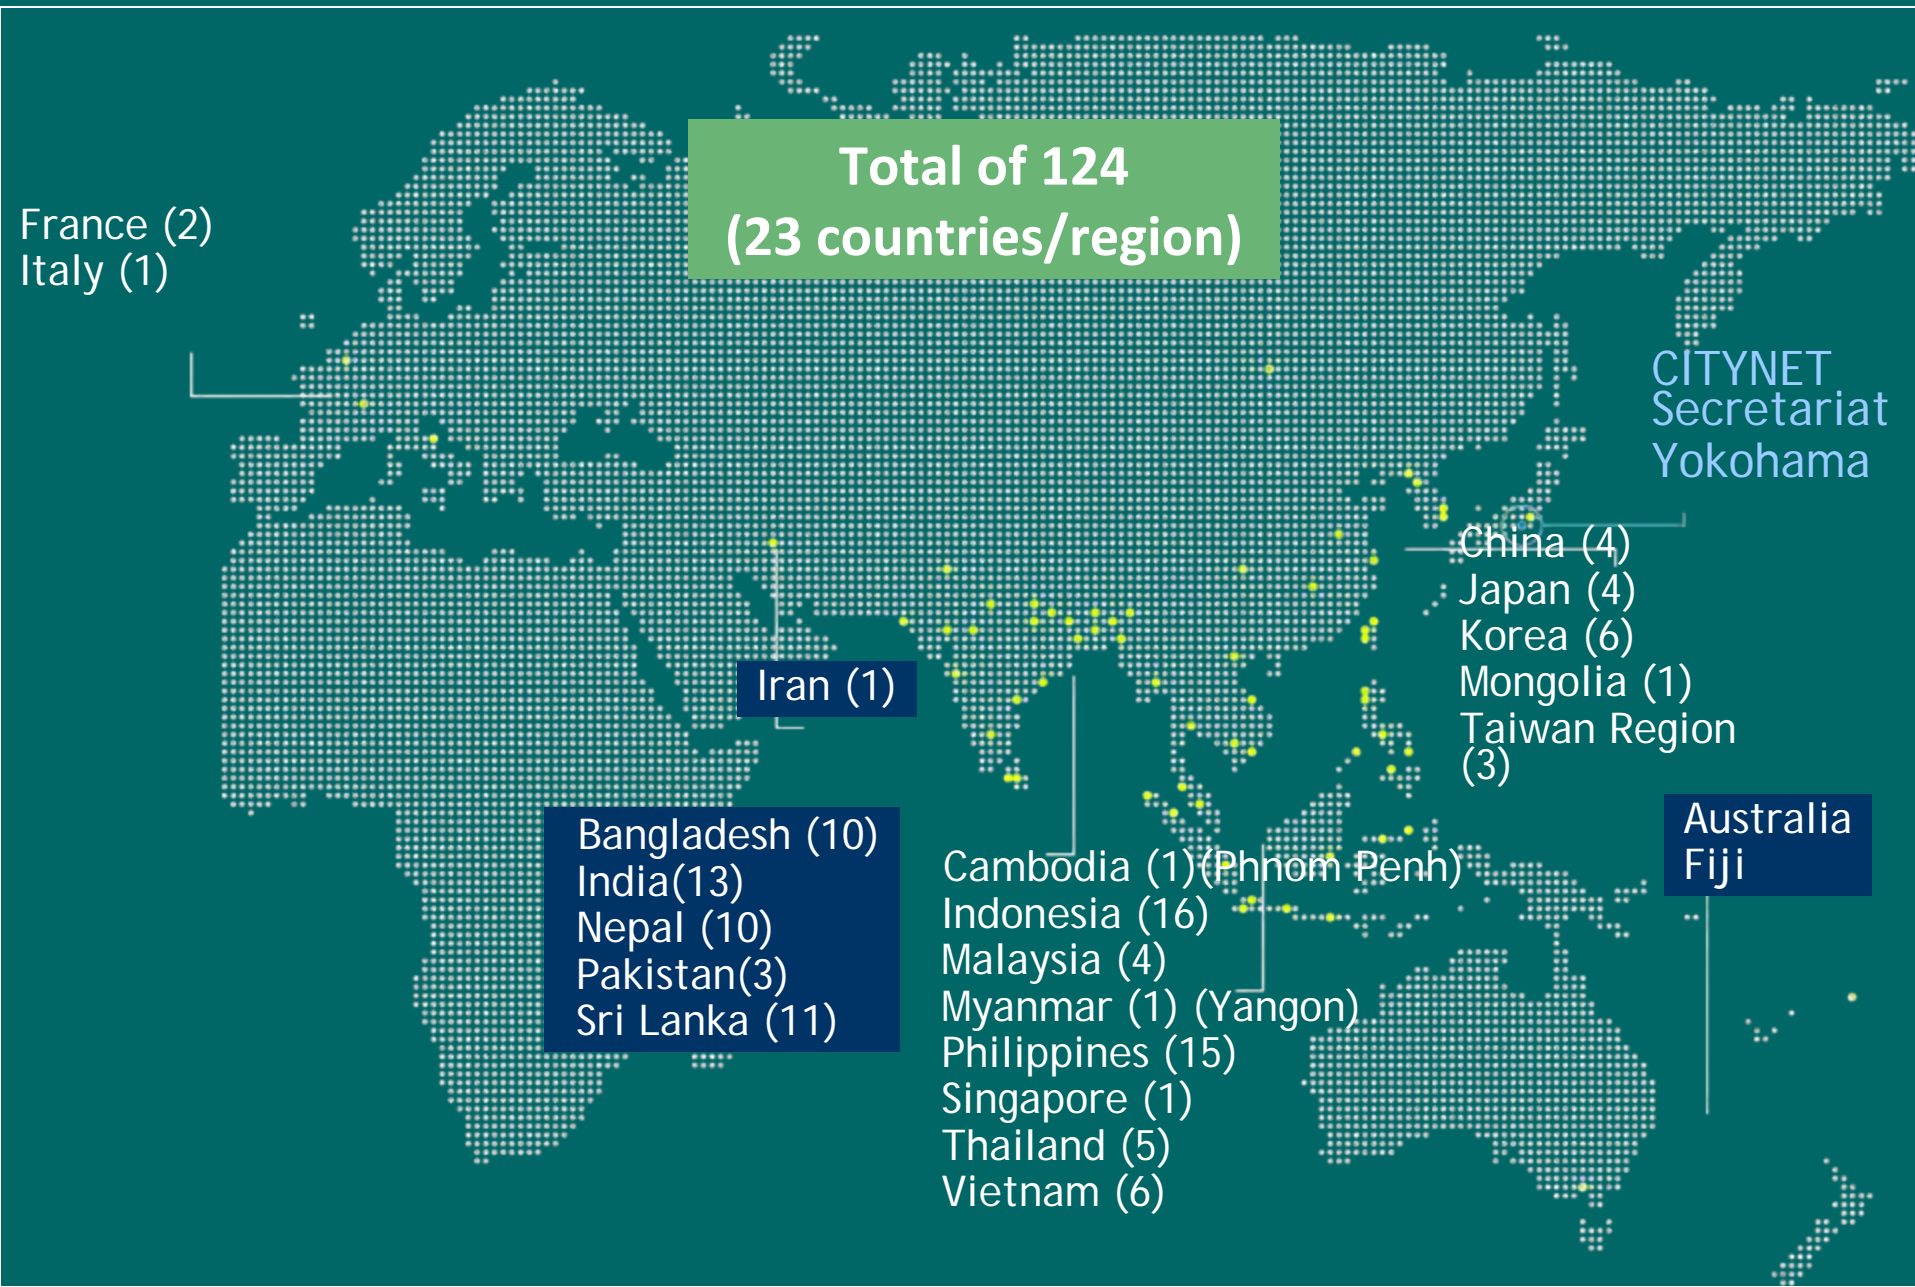 Total of 124
(23 countries/region)
France (2)
Italy (1)
CITYNET
Secretariat
Yokohama
China (4)
Japan (4)
Korea (6)
Mongolia (1)
Taiwan Region
(3)
Iran (1)
Australia
Fiji
Bangladesh (10)
India(13)
Nepal (10)
Pakistan(3)
Sri Lanka (11)
Cambodia (1)(Phnom Penh)
Indonesia (16)
Malaysia (4)
Myanmar (1) (Yangon)
Philippines (15)
Singapore (1)
Thailand (5)
Vietnam (6)